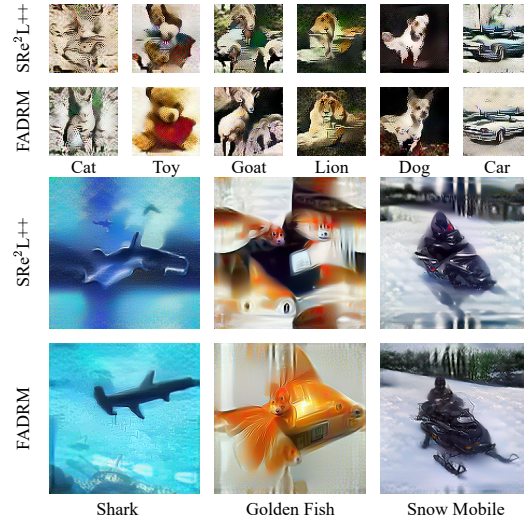 SRe²L++
FADRM
Cat Toy Goat Lion Dog Car
SRe²L++
FADRM
Shark Golden Fish Snow Mobile